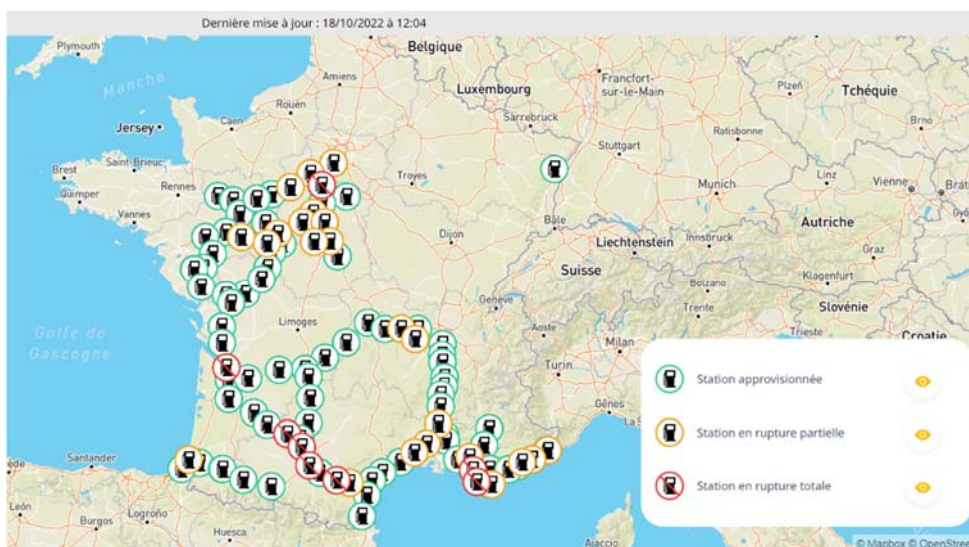 Dernière mise à jour : 18/10/2022 à 12:04
Plymouth
Belgique
Manche
Amiens
Luxembourg
Francfort-
sur-le-Main
Plzeň
Tchéquie
Rouen
Sarrebruck
Brno
Jersey
Caen
Ratisbonne
Brest
Saint-Brieuc
Stuttgart
Quimper
Rennes
Troyes
Linz
Vienne
Munich
Vannes
Dijon
Bâle
Autriche
Liechtenstein
Innsbruck
Graz
Suisse
Klagenfurt
Bolzano
Genève
Slovénie
Trente
Golfe de
Gascogne
Limoges
Aoste
Trieste
Milan
Croatie
Turin
Station approvisionnée
Gênes
La S
Station en rupture partielle
Santander
Station en rupture totale
León
Logroño
Burgos
Huesca
Ajaccio
© Mapbox © OpenStree